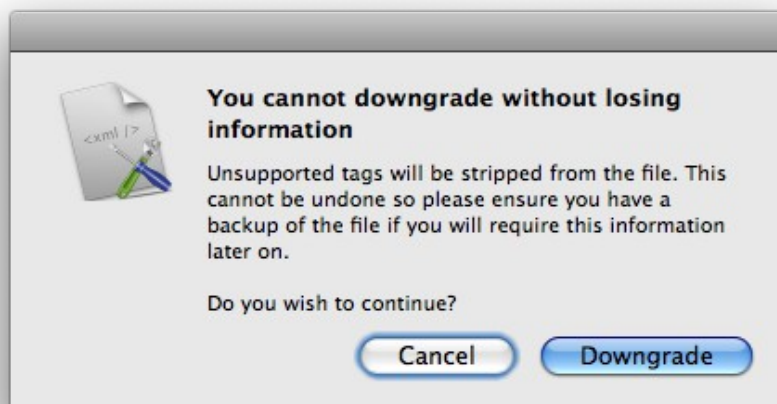 <xml />
You cannot downgrade without losing
information
Unsupported tags will be stripped from the file. This
cannot be undone so please ensure you have a
backup of the file if you will require this information
later on.
Do you wish to continue?
Cancel Downgrade